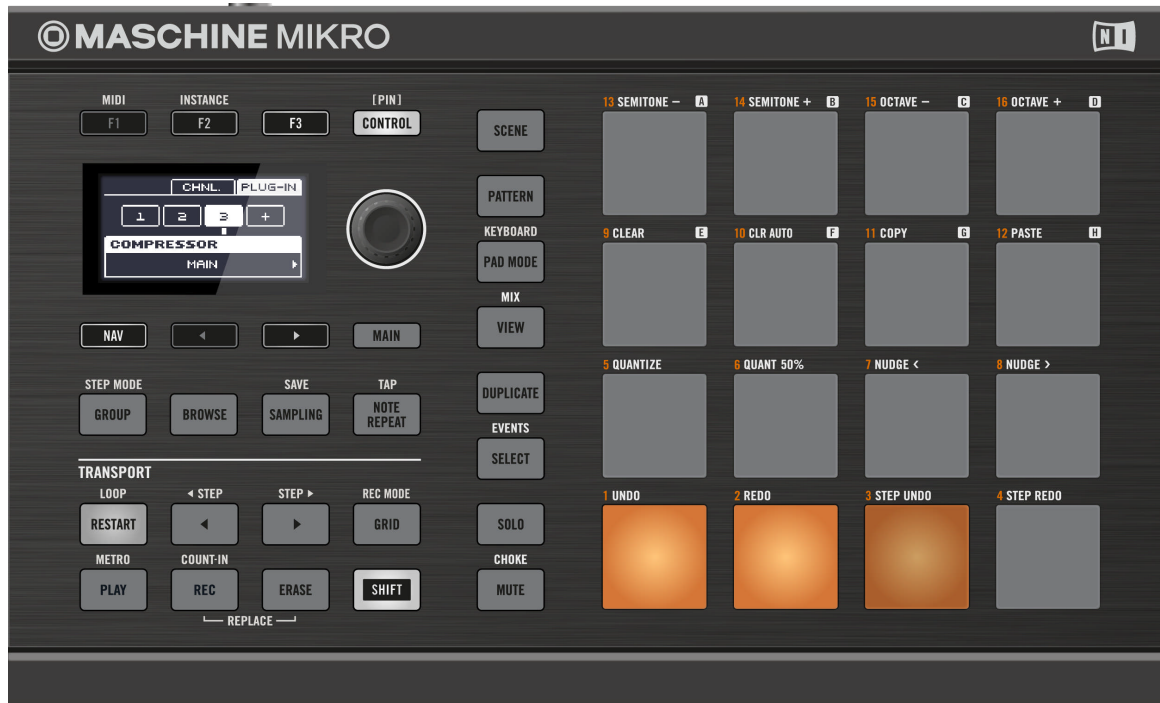 MASCHINE MIKRO
NI
MIDI INSTANCE [PIN]
F1 F2 F3 CONTROL
CHNL. PLUG-IN
1 2 3 +
COMPRESSOR
MAIN
NAV MAIN
STEP MODE SAVE TAP
GROUP BROWSE SAMPLING NOTE REPEAT
TRANSPORT
LOOP ◀ STEP STEP ▶ REC MODE
RESTART ◀ ▶ GRID
METRO COUNT-IN
PLAY REC ERASE SHIFT
REPLACE
SCENE
PATTERN
KEYBOARD
PAD MODE
MIX
VIEW
DUPLICATE
EVENTS
SELECT
SOLO
CHOKE
MUTE
13 SEMITONE − A 14 SEMITONE + B 15 OCTAVE − C 16 OCTAVE + D
9 CLEAR E 10 CLR AUTO F 11 COPY G 12 PASTE H
5 QUANTIZE 6 QUANT 50% 7 NUDGE < 8 NUDGE >
1 UNDO 2 REDO 3 STEP UNDO 4 STEP REDO